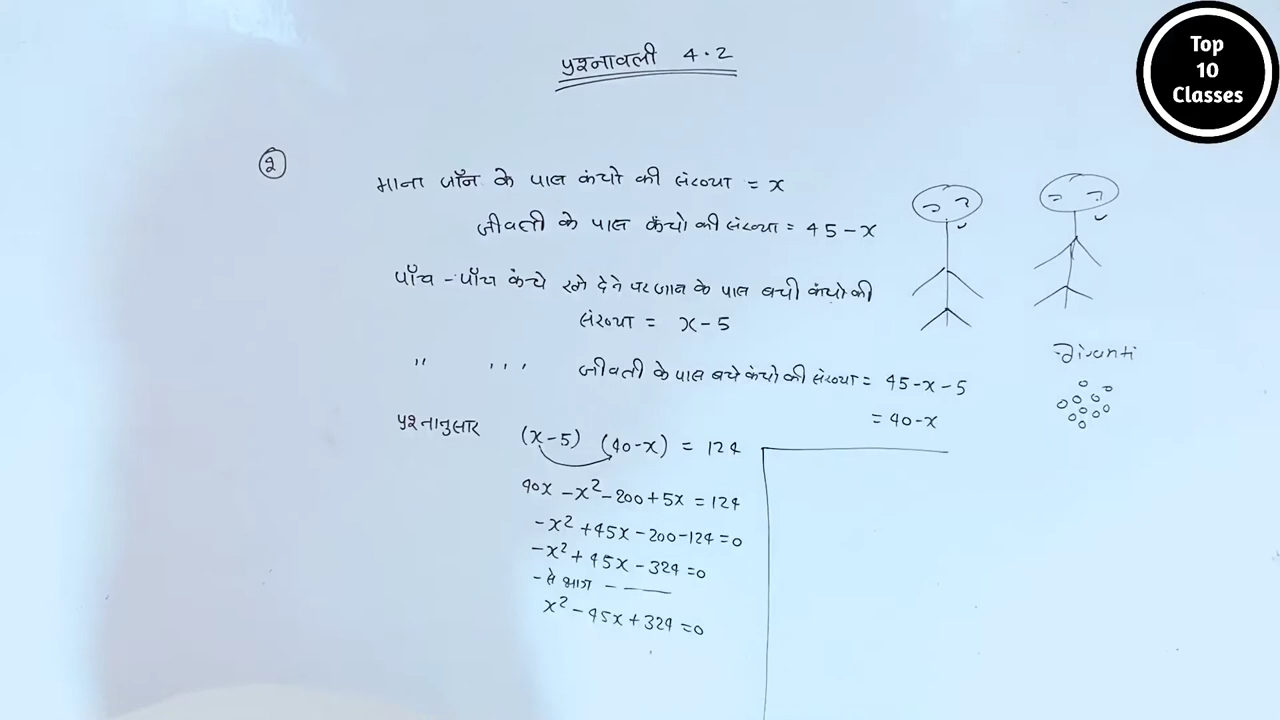 Top
10
Classes
प्रश्नावली 4.2
2
माना जॉन के पास कंचो की संख्या = x
जीवती के पास कँचो की संख्या = 45-x
पाँच - पाँच कंचे खो देने पर जान के पास बची कंचो की
संख्या = x-5
" ,,, जीवती के पास बचे कंचो की संख्या = 45-x-5
= 40-x
प्रश्नानुसार (x-5) (40-x) = 124
40x -x²-200+5x = 124
-x² +45x-200-124=0
-x²+45x-324=0
- से भाग -
x²-45x+324=0
Jivanti